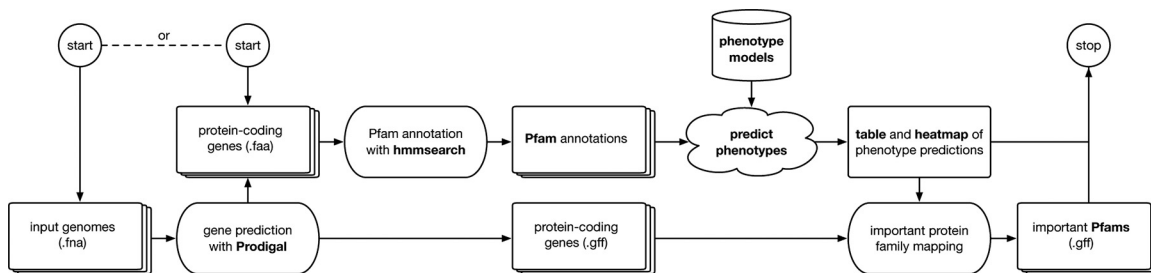 start
or
start
phenotype
models
stop
protein-coding
genes (.faa)
Pfam annotation
with hmmsearch
Pfam annotations
predict
phenotypes
table and heatmap of
phenotype predictions
input genomes
(.fna)
gene prediction
with Prodigal
protein-coding
genes (.gff)
important protein
family mapping
important Pfams
(.gff)